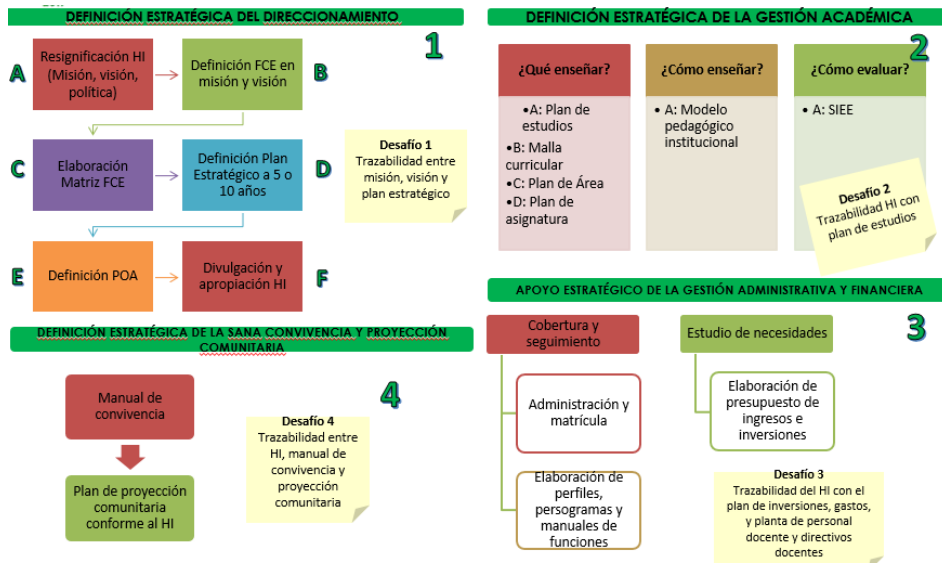 DEFINICIÓN ESTRATÉGICA DEL DIRECCIONAMIENTO
1
A
Resignificación HI
(Misión, visión,
política)
Definición FCE en
misión y visión
B
C
Elaboración
Matriz FCE
Definición Plan
Estratégico a 5 o
10 años
D
Desafío 1
Trazabilidad entre
misión, visión y
plan estratégico
E
Definición POA
Divulgación y
apropiación HI
F
DEFINICIÓN ESTRATÉGICA DE LA GESTIÓN ACADÉMICA
2
¿Qué enseñar?
•A: Plan de
estudios
•B: Malla
curricular
•C: Plan de Área
•D: Plan de
asignatura
¿Cómo enseñar?
• A: Modelo
pedagógico
institucional
¿Cómo evaluar?
• A: SIEE
Desafío 2
Trazabilidad HI con
plan de estudios
APOYO ESTRATÉGICO DE LA GESTIÓN ADMINISTRATIVA Y FINANCIERA
3
Cobertura y
seguimiento
Administración y
matrícula
Elaboración de
perfiles,
persogramas y
manuales de
funciones
Estudio de necesidades
Elaboración de
presupuesto de
ingresos e
inversiones
Desafío 3
Trazabilidad del HI con el
plan de inversiones, gastos,
y planta de personal
docente y directivos
docentes
DEFINICIÓN ESTRATÉGICA DE LA SANA CONVIVENCIA Y PROYECCIÓN
COMUNITARIA
4
Manual de
convivencia
Plan de proyección
comunitaria
conforme al HI
Desafío 4
Trazabilidad entre
HI, manual de
convivencia y
proyección
comunitaria